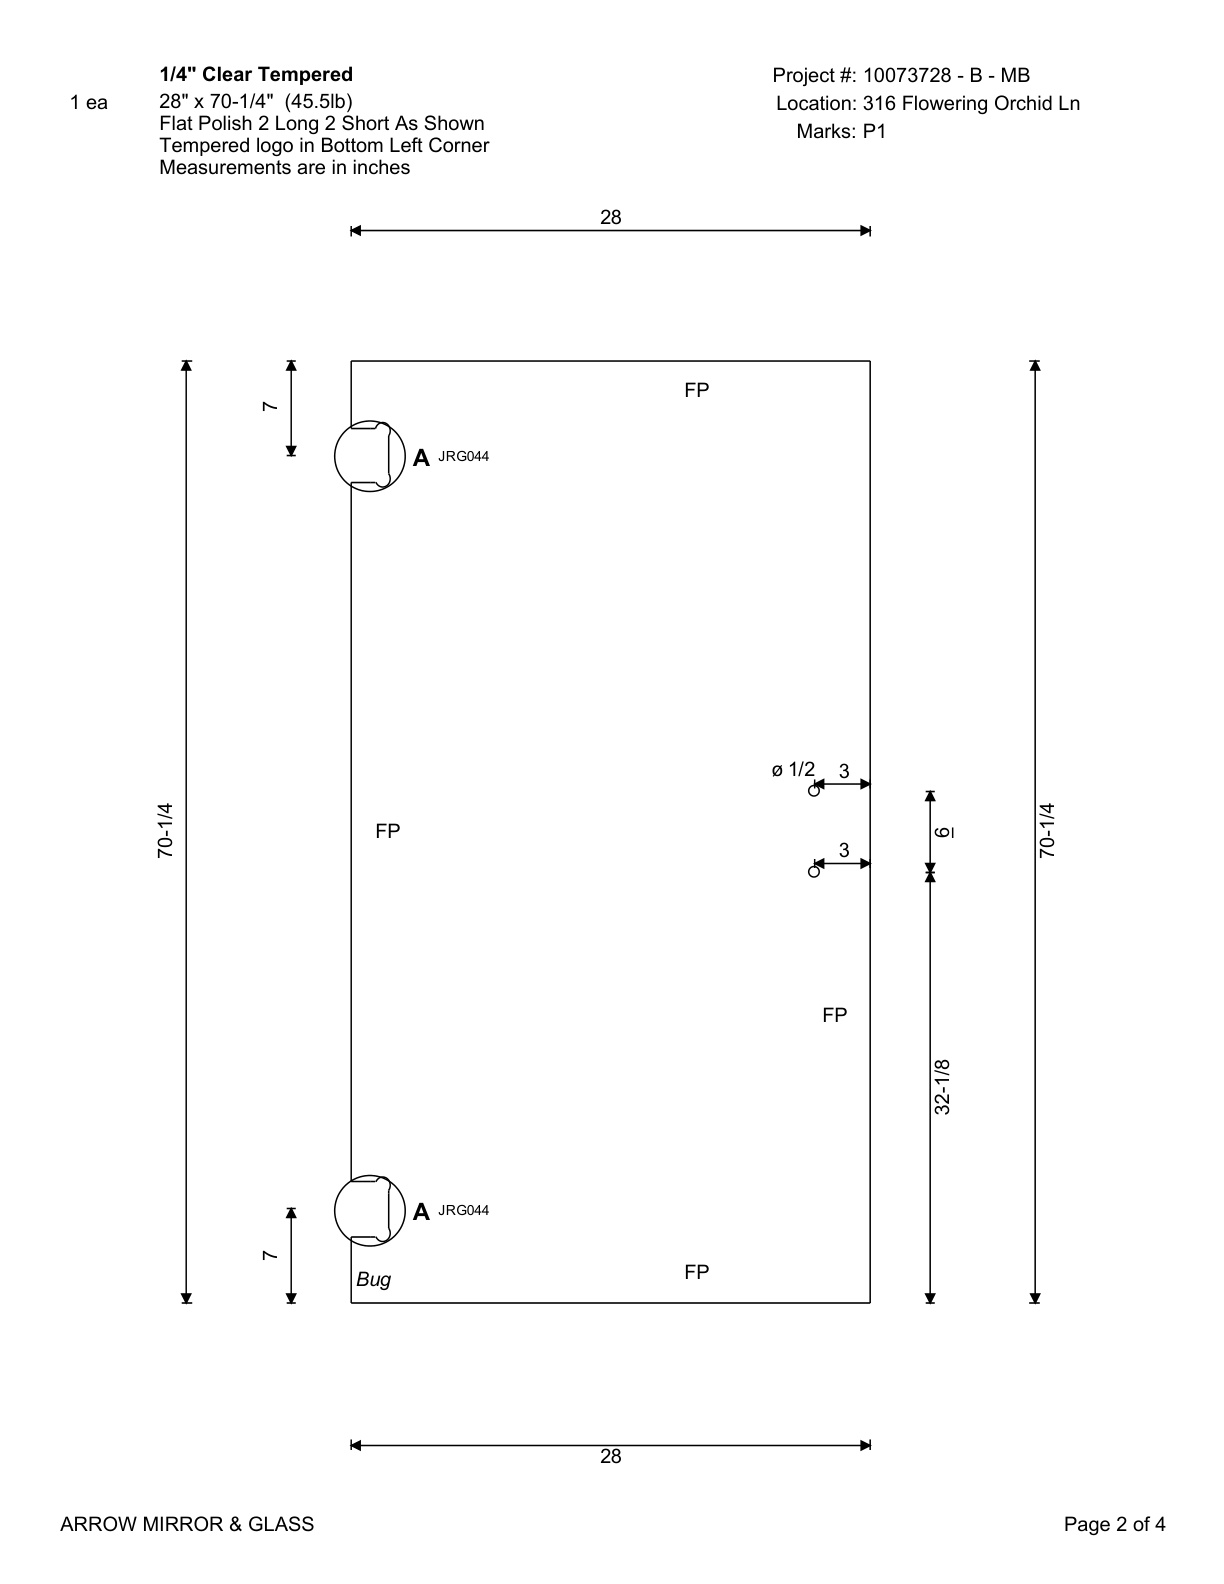 1/4" Clear Tempered
1 ea
28" x 70-1/4" (45.5lb)
Flat Polish 2 Long 2 Short As Shown
Tempered logo in Bottom Left Corner
Measurements are in inches
Project #: 10073728 - B - MB
Location: 316 Flowering Orchid Ln
Marks: P1
28
7
FP
A JRG044
ø 1/2
3
70-1/4
FP
3
6
70-1/4
FP
32-1/8
A JRG044
7
Bug
FP
28
ARROW MIRROR & GLASS
Page 2 of 4